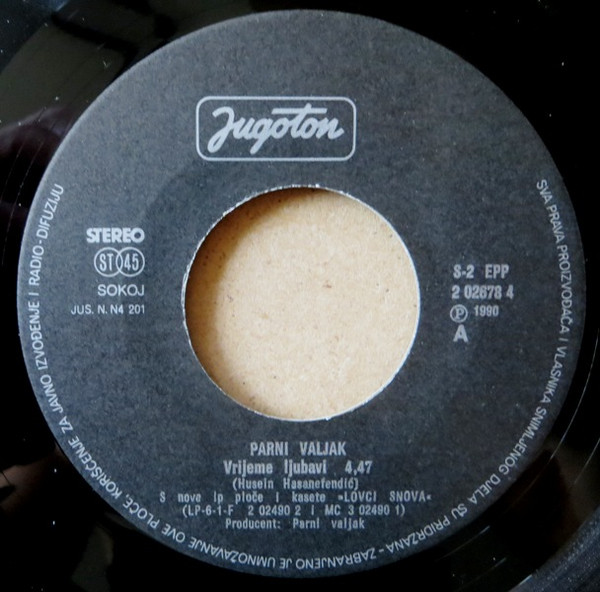 Jugoton
STEREO
ST 45
SOKOJ
JUS. N. N4 201
S-2 EPP
2 02678 4
Ⓟ 1990
A
PARNI VALJAK
Vrijeme ljubavi 4,47
(Husein Hasanefendić)
S nove lp ploče i kasete »LOVCI SNOVA«
(LP-6-1-F 2 02490 2 I MC 3 02490 1)
Producent: Parni valjak
SVA PRAVA PROIZVOĐAČA I VLASNIKA SNIMLJENOG DJELA SU PRIDRŽANA - ZABRANJENO JE UMNOŽAVANJE OVE PLOČE, KORIŠĆENJE ZA JAVNO IZVOĐENJE I RADIO-DIFUZIJU